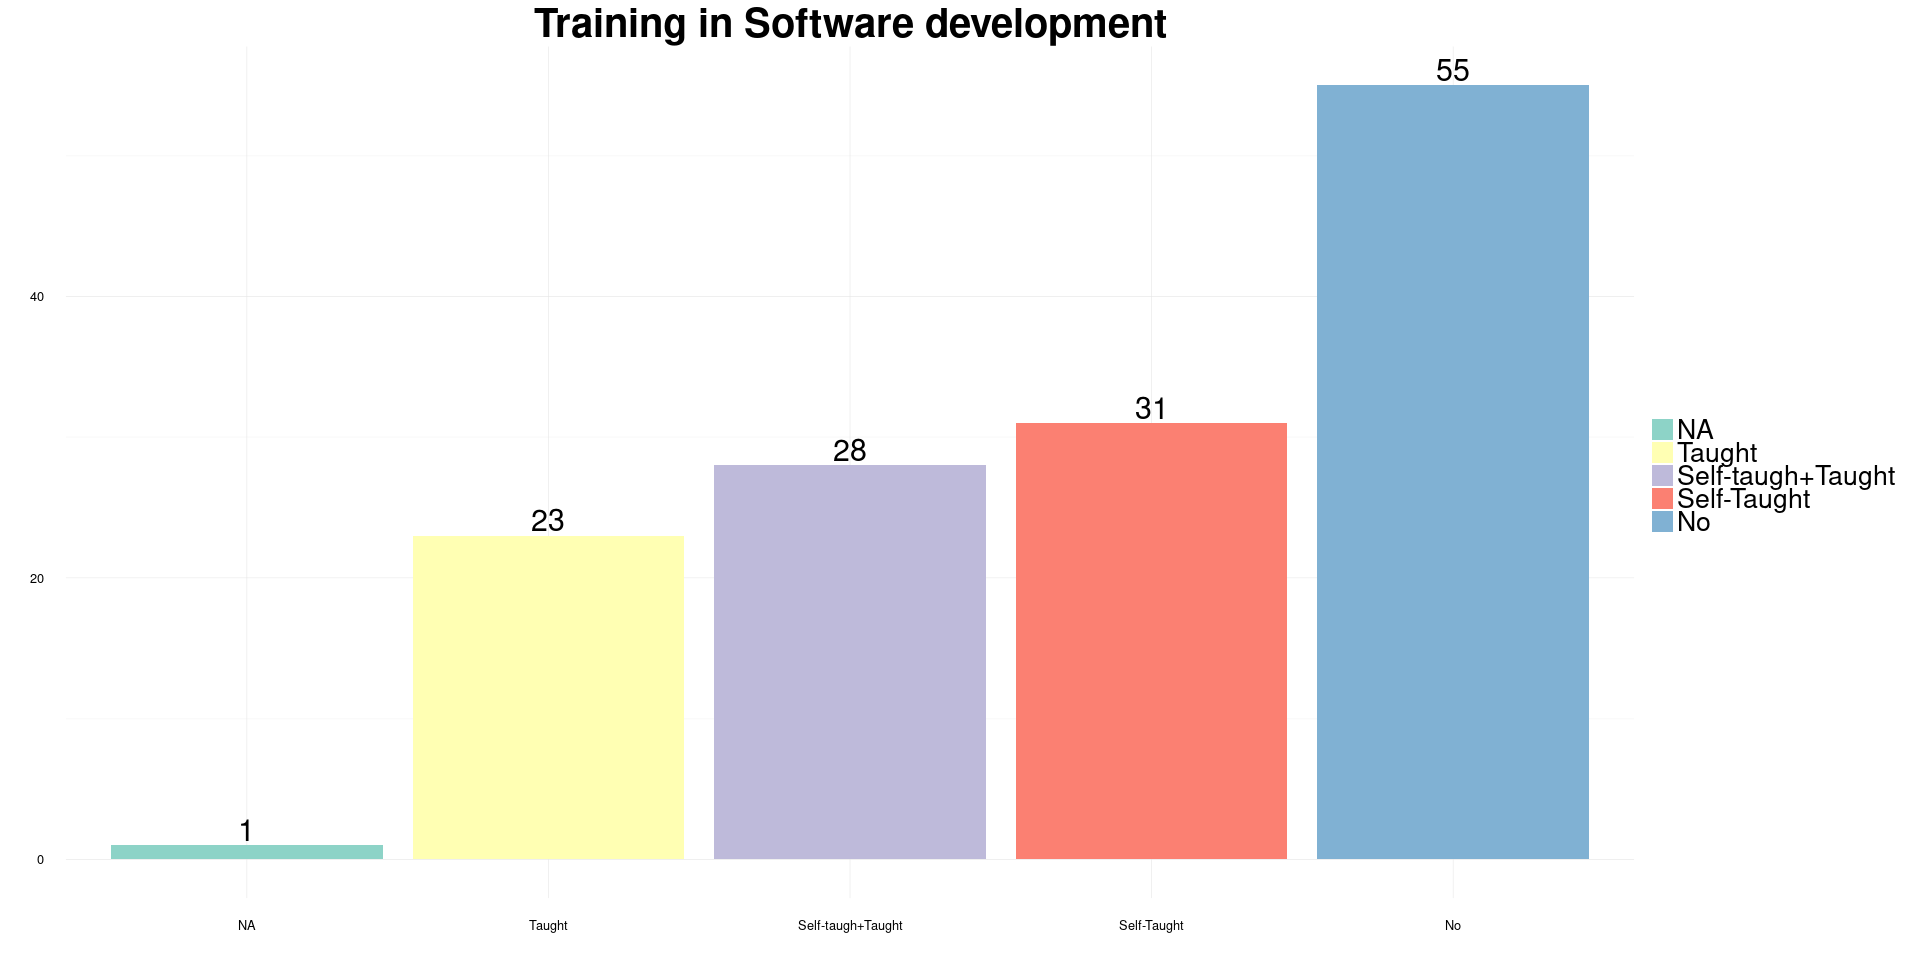 Training in Software development
55
31
28
23
1
40
20
0
NA
Taught
Self-taugh+Taught
Self-Taught
No
NA
Taught
Self-taugh+Taught
Self-Taught
No